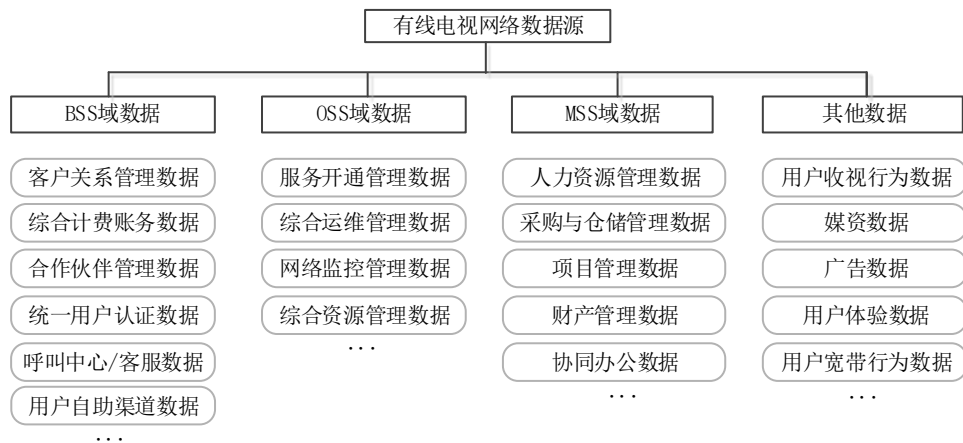 有线电视网络数据源
BSS域数据
客户关系管理数据
综合计费账务数据
合作伙伴管理数据
统一用户认证数据
呼叫中心/客服数据
用户自助渠道数据
...
OSS域数据
服务开通管理数据
综合运维管理数据
网络监控管理数据
综合资源管理数据
...
MSS域数据
人力资源管理数据
采购与仓储管理数据
项目管理数据
财产管理数据
协同办公数据
...
其他数据
用户收视行为数据
媒资数据
广告数据
用户体验数据
用户宽带行为数据
...